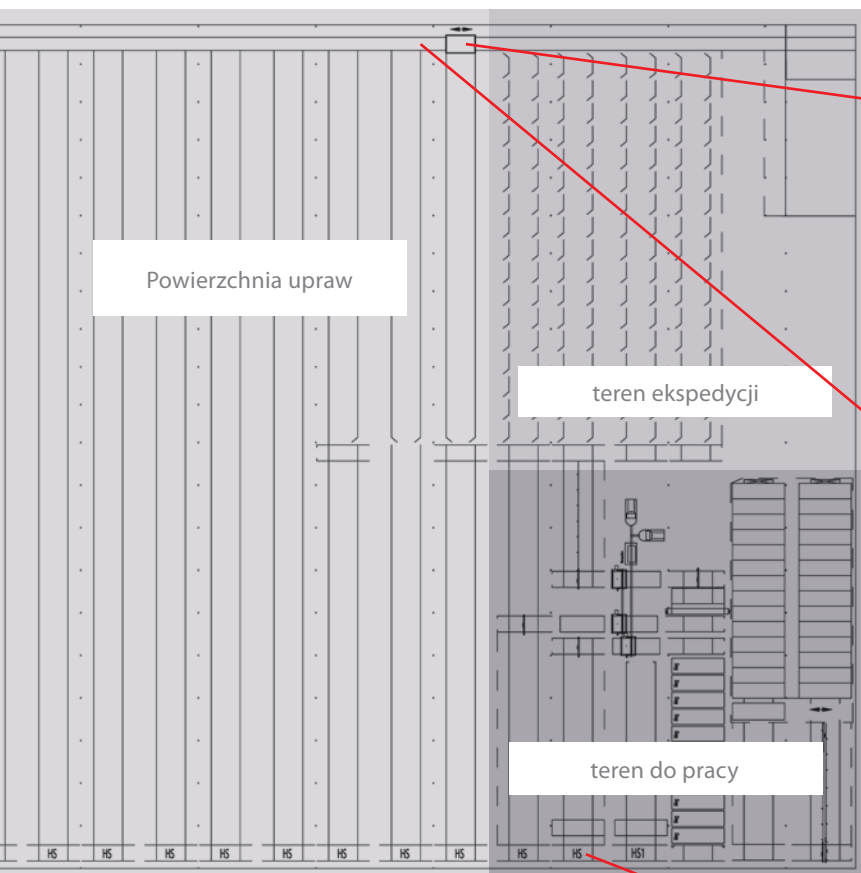 Powierzchnia upraw
teren ekspedycji
teren do pracy
HS HS HS HS HS HS HS HS HS HS HS1